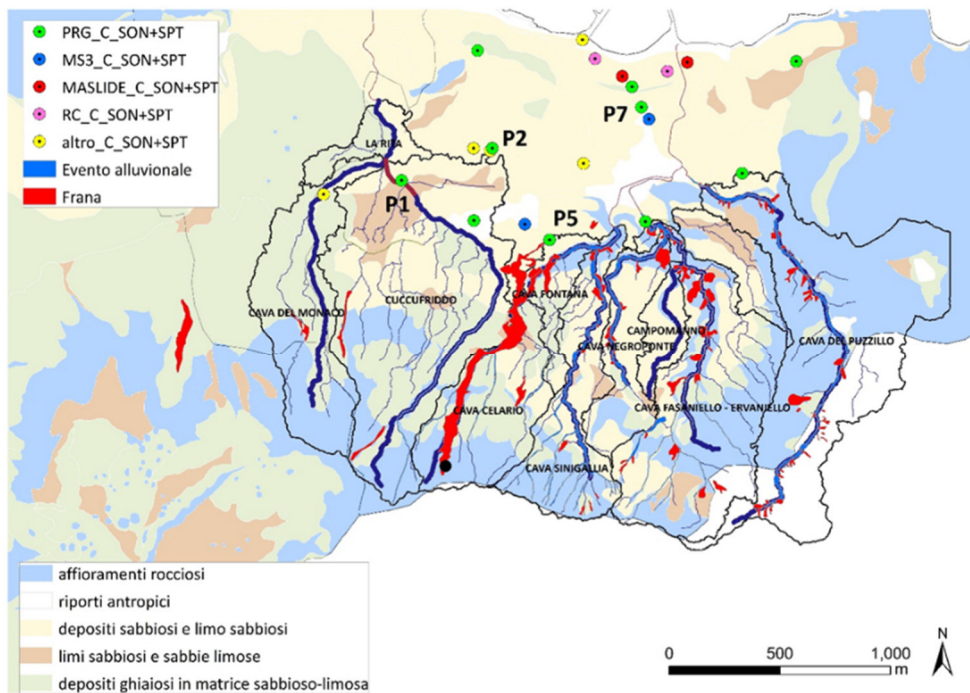 PRG_C_SON+SPT
MS3_C_SON+SPT
MASLIDE_C_SON+SPT
RC_C_SON+SPT
altro_C_SON+SPT
Evento alluvionale
Frana
P7
P2
LA RITA
P1
P5
CUCCUFRIDDO
CAVA FONTANA
CAVA DEL MONACO
CAMPOMANNO
CAVA NEGROPONTE
CAVA DEL PUZZILLO
CAVA CELARIO
CAVA FASANIELLO - ERVANIELLO
CAVA SINIGALLIA
affioramenti rocciosi
riporti antropici
depositi sabbiosi e limo sabbiosi
limi sabbiosi e sabbie limose
depositi ghiaiosi in matrice sabbioso-limosa
0 500 1,000
m
N